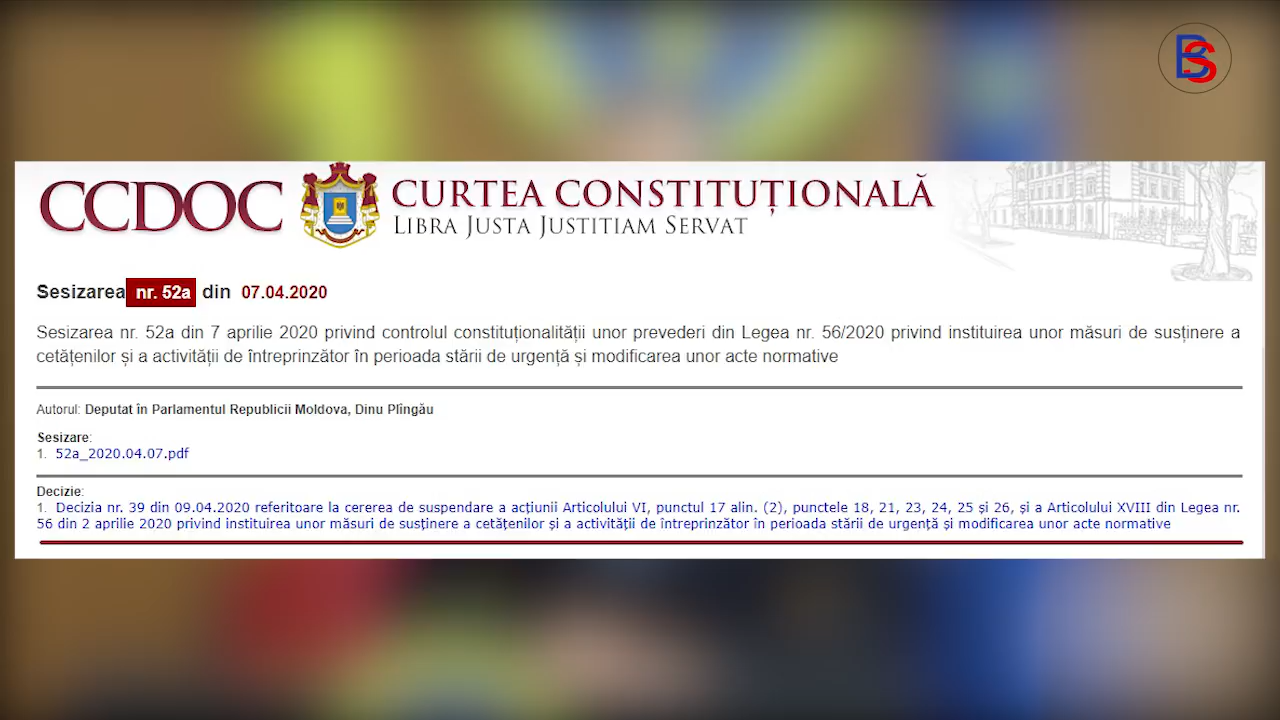 BS
CCDOC
CURTEA CONSTITUȚIONALĂ
LIBRA JUSTA JUSTITIAM SERVAT
Sesizarea nr. 52a din 07.04.2020
Sesizarea nr. 52a din 7 aprilie 2020 privind controlul constituționalității unor prevederi din Legea nr. 56/2020 privind instituirea unor măsuri de susținere a
cetățenilor și a activității de întreprinzător în perioada stării de urgență și modificarea unor acte normative
Autorul: Deputat în Parlamentul Republicii Moldova, Dinu Plîngău
Sesizare:
1. 52a_2020.04.07.pdf
Decizie:
1. Decizia nr. 39 din 09.04.2020 referitoare la cererea de suspendare a acțiunii Articolului VI, punctul 17 alin. (2), punctele 18, 21, 23, 24, 25 și 26, și a Articolului XVIII din Legea nr.
56 din 2 aprilie 2020 privind instituirea unor măsuri de susținere a cetățenilor și a activității de întreprinzător în perioada stării de urgență și modificarea unor acte normative